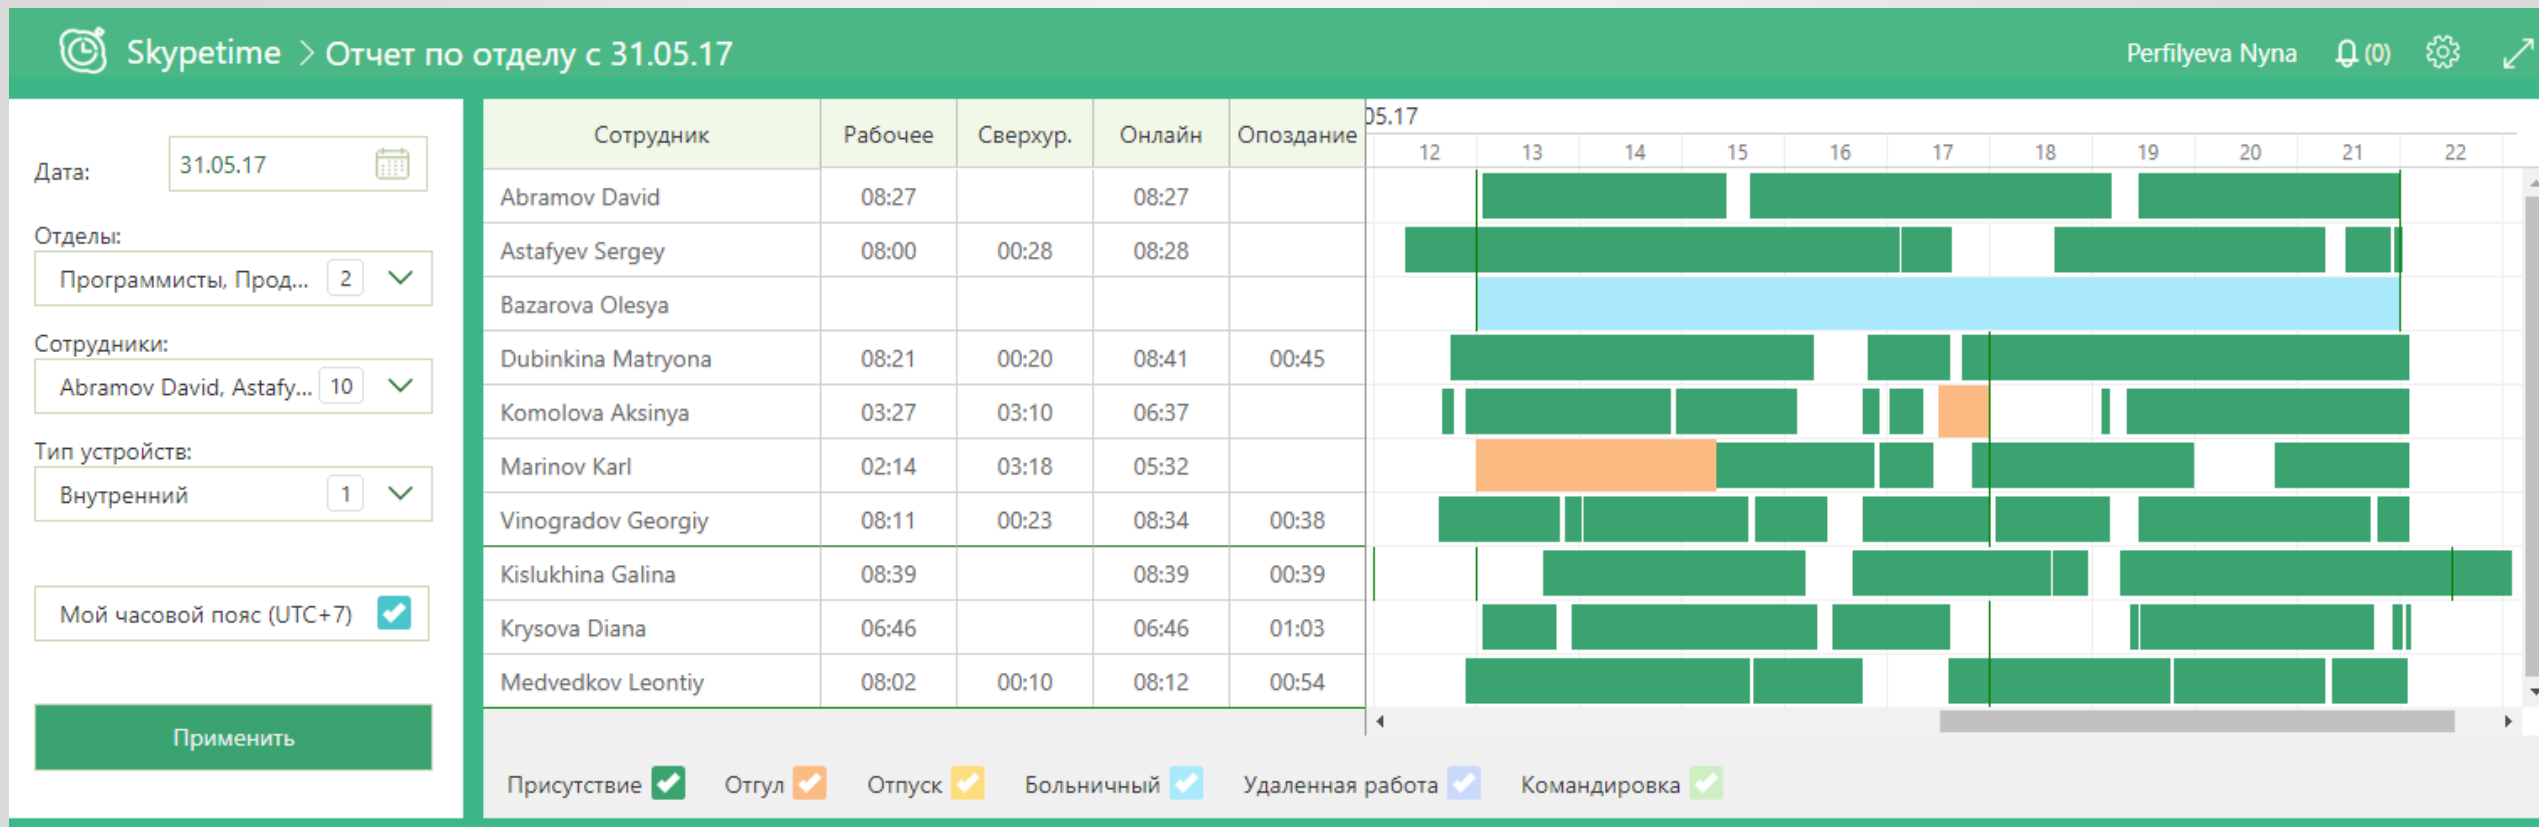 Skypetime > Отчет по отделу с 31.05.17
Perfilyeva Nyna (0)
Дата: 31.05.17
Отделы:
Программисты, Прод... 2
Сотрудники:
Abramov David, Astafy... 10
Тип устройств:
Внутренний 1
Мой часовой пояс (UTC+7)
Применить
05.17
Сотрудник Рабочее Сверхур. Онлайн Опоздание 12 13 14 15 16 17 18 19 20 21 22
Abramov David 08:27 08:27
Astafyev Sergey 08:00 00:28 08:28
Bazarova Olesya
Dubinkina Matryona 08:21 00:20 08:41 00:45
Komolova Aksinya 03:27 03:10 06:37
Marinov Karl 02:14 03:18 05:32
Vinogradov Georgiy 08:11 00:23 08:34 00:38
Kislukhina Galina 08:39 08:39 00:39
Krysova Diana 06:46 06:46 01:03
Medvedkov Leontiy 08:02 00:10 08:12 00:54
Присутствие Отгул Отпуск Больничный Удаленная работа Командировка